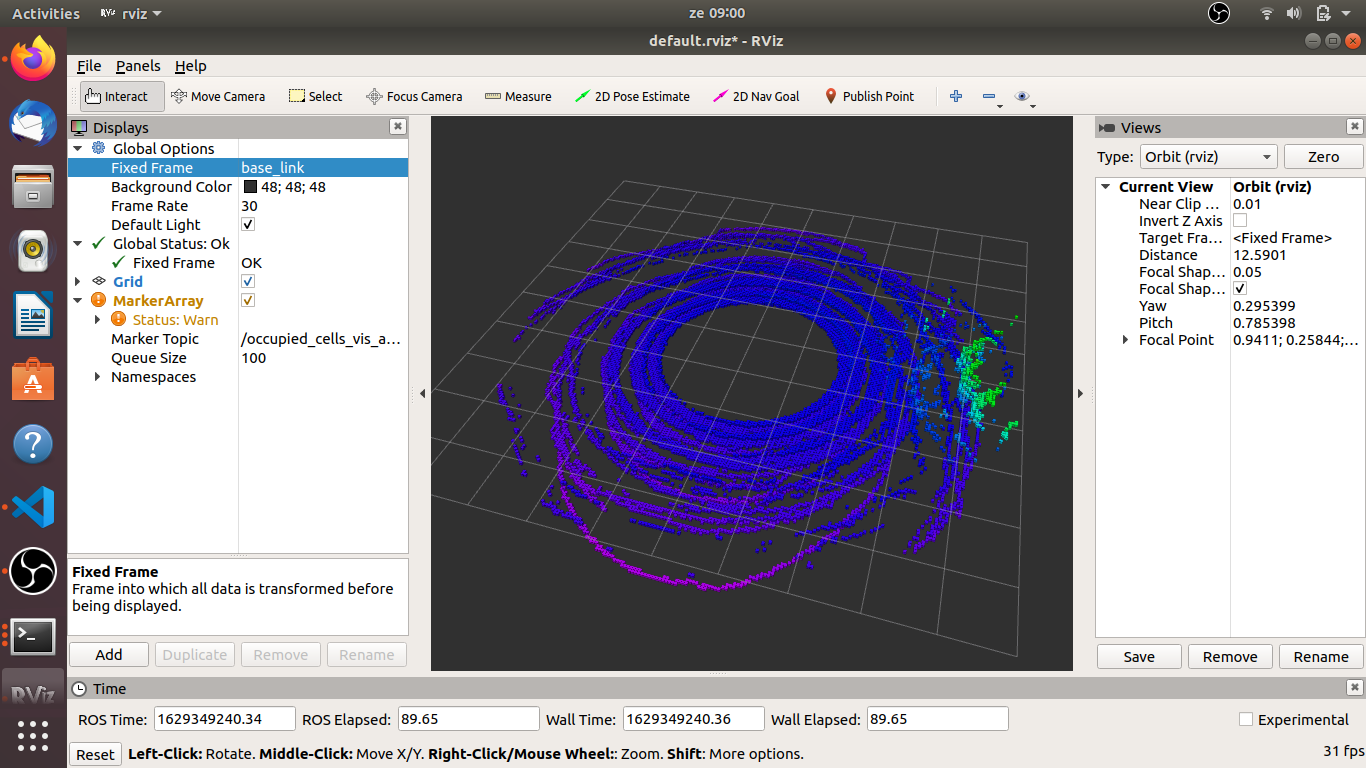 Activities RViz rviz ze 09:00
default.rviz* - RViz
File Panels Help
Interact Move Camera Select Focus Camera Measure 2D Pose Estimate 2D Nav Goal Publish Point
Displays
Global Options
Fixed Frame base_link
Background Color 48; 48; 48
Frame Rate 30
Default Light
Global Status: Ok
Fixed Frame OK
Grid
MarkerArray
Status: Warn
Marker Topic /occupied_cells_vis_a...
Queue Size 100
Namespaces
Fixed Frame
Frame into which all data is transformed before
being displayed.
Add Duplicate Remove Rename
Views
Type: Orbit (rviz) Zero
Current View Orbit (rviz)
Near Clip ... 0.01
Invert Z Axis
Target Fra... <Fixed Frame>
Distance 12.5901
Focal Shap... 0.05
Focal Shap...
Yaw 0.295399
Pitch 0.785398
Focal Point 0.9411; 0.25844;...
Save Remove Rename
RViz
Time
ROS Time: 1629349240.34 ROS Elapsed: 89.65 Wall Time: 1629349240.36 Wall Elapsed: 89.65 Experimental
Reset Left-Click: Rotate. Middle-Click: Move X/Y. Right-Click/Mouse Wheel:: Zoom. Shift: More options. 31 fps